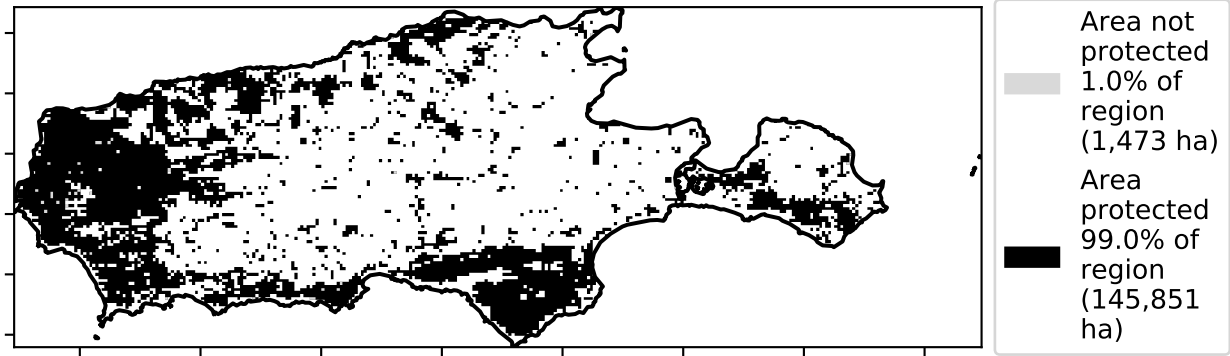 Area not
protected
1.0% of
region
(1,473 ha)
Area
protected
99.0% of
region
(145,851
ha)